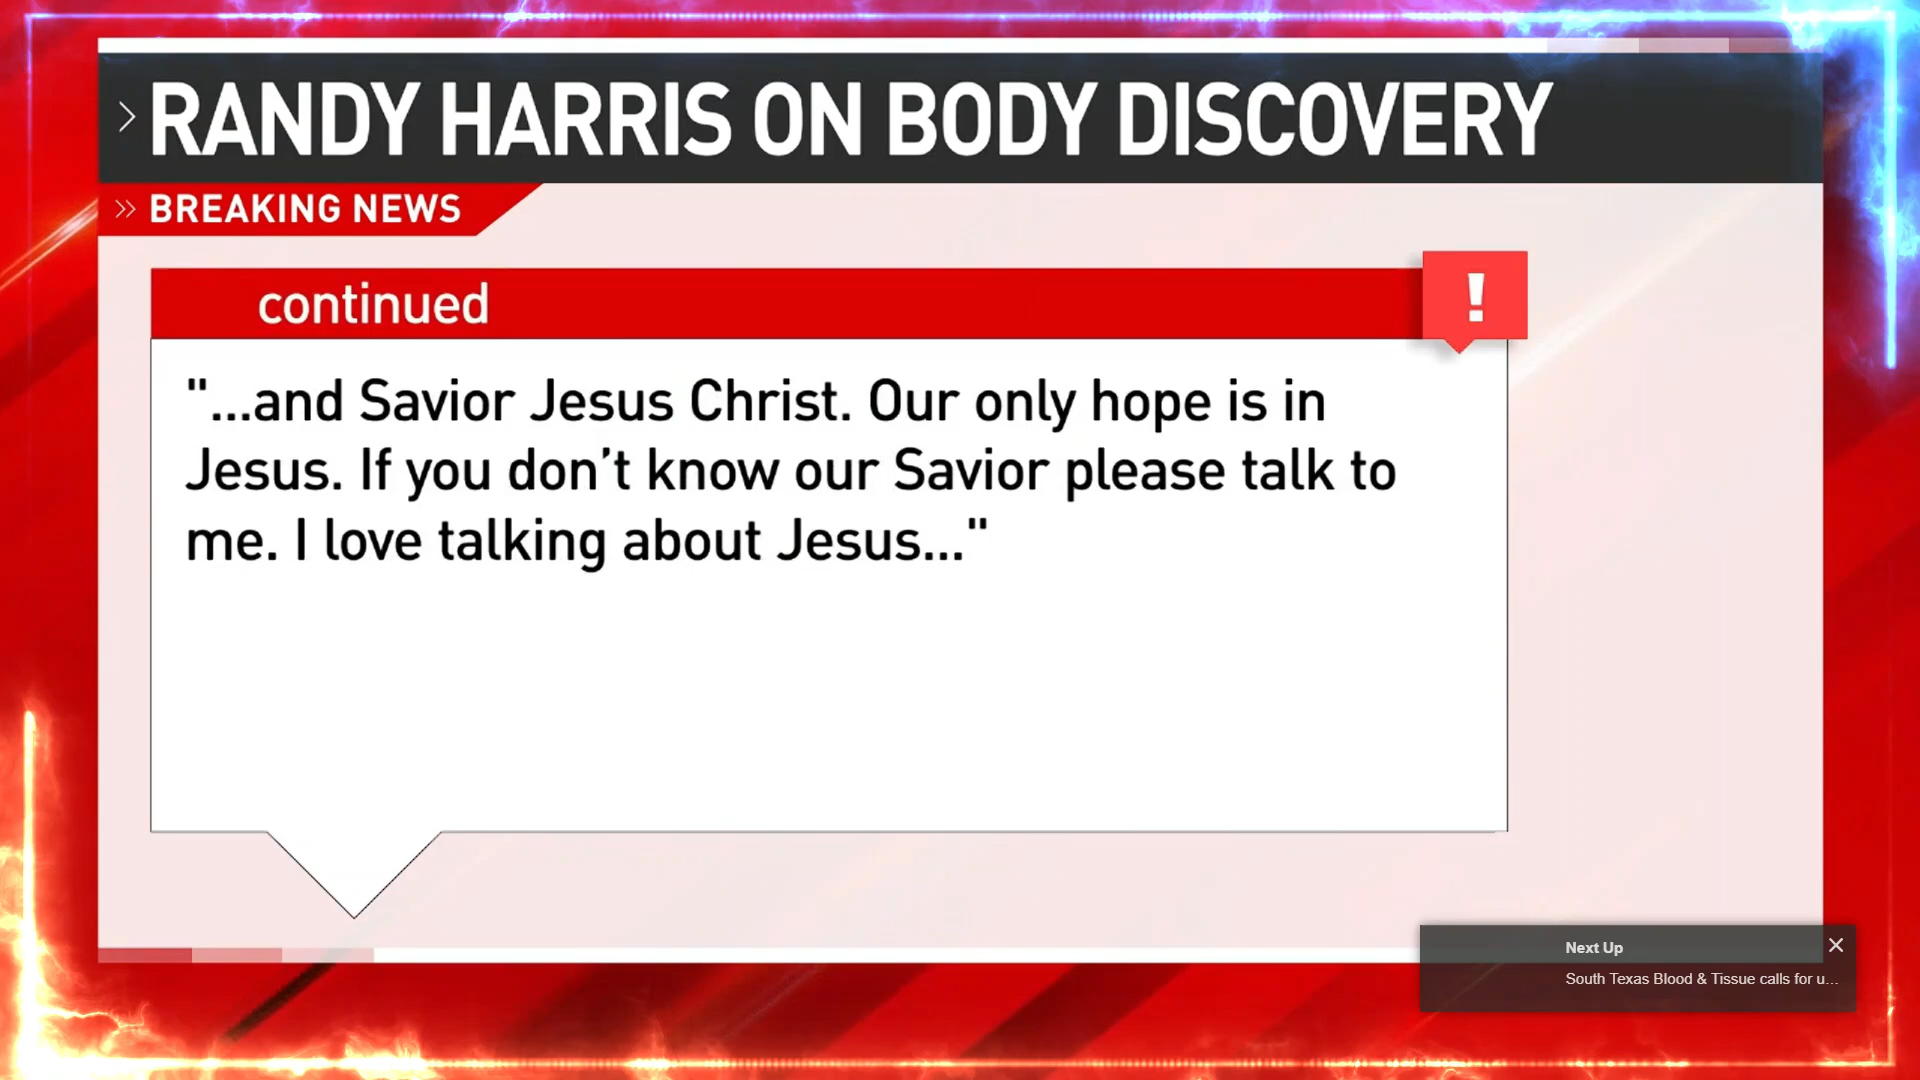 RANDY HARRIS ON BODY DISCOVERY
BREAKING NEWS
continued
!
"...and Savior Jesus Christ. Our only hope is in
Jesus. If you don’t know our Savior please talk to
me. I love talking about Jesus..."
Next Up
South Texas Blood & Tissue calls for u...